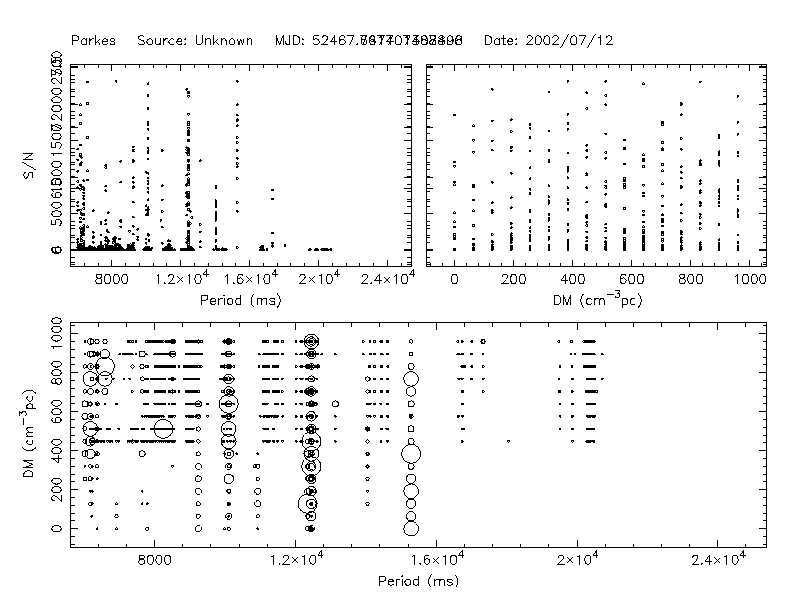 Parkes Source: Unknown MJD: Date: 2002/07/12
S/N
500
8000 1.2×10⁴ 1.6×10⁴ 2×10⁴ 2.4×10⁴
Period (ms)
0 200 400 600 800 1000
DM (cm⁻³pc)
DM (cm⁻³pc)
0 200 400 600 800 1000
8000 1.2×10⁴ 1.6×10⁴ 2×10⁴ 2.4×10⁴
Period (ms)